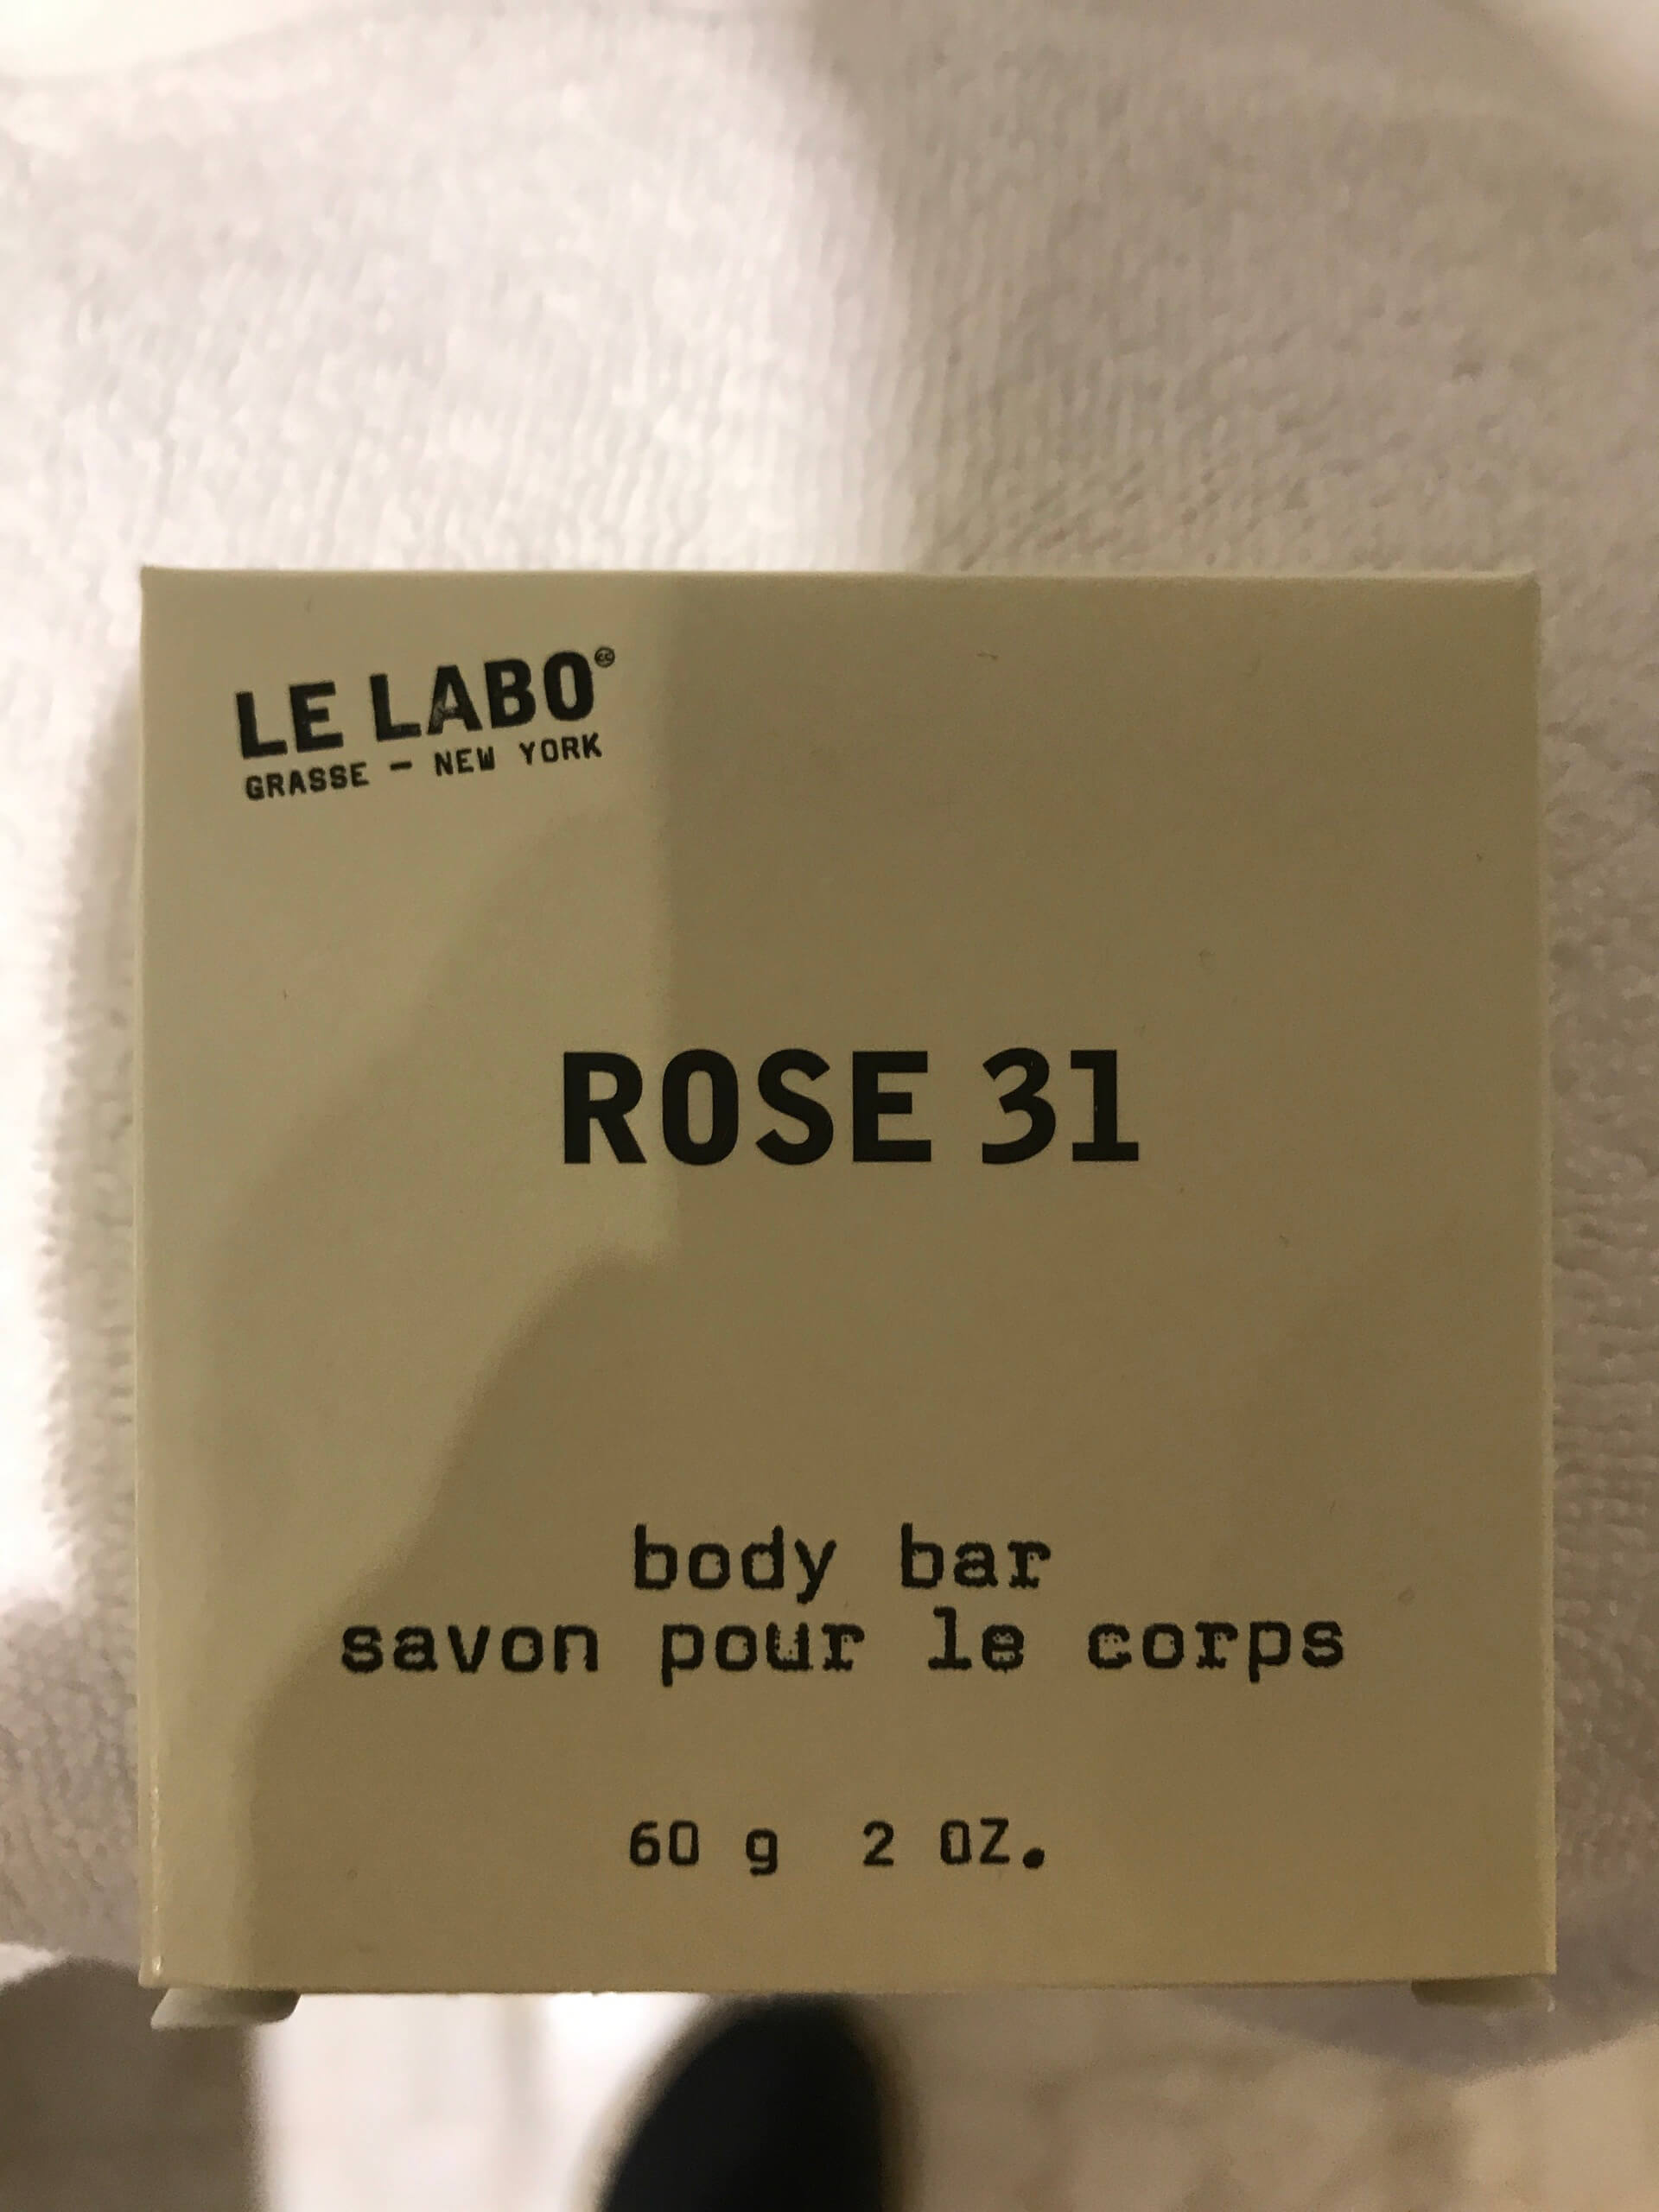 LE LABO
GRASSE – NEW YORK
ROSE 31
body bar
savon pour le corps
60 g 2 OZ.